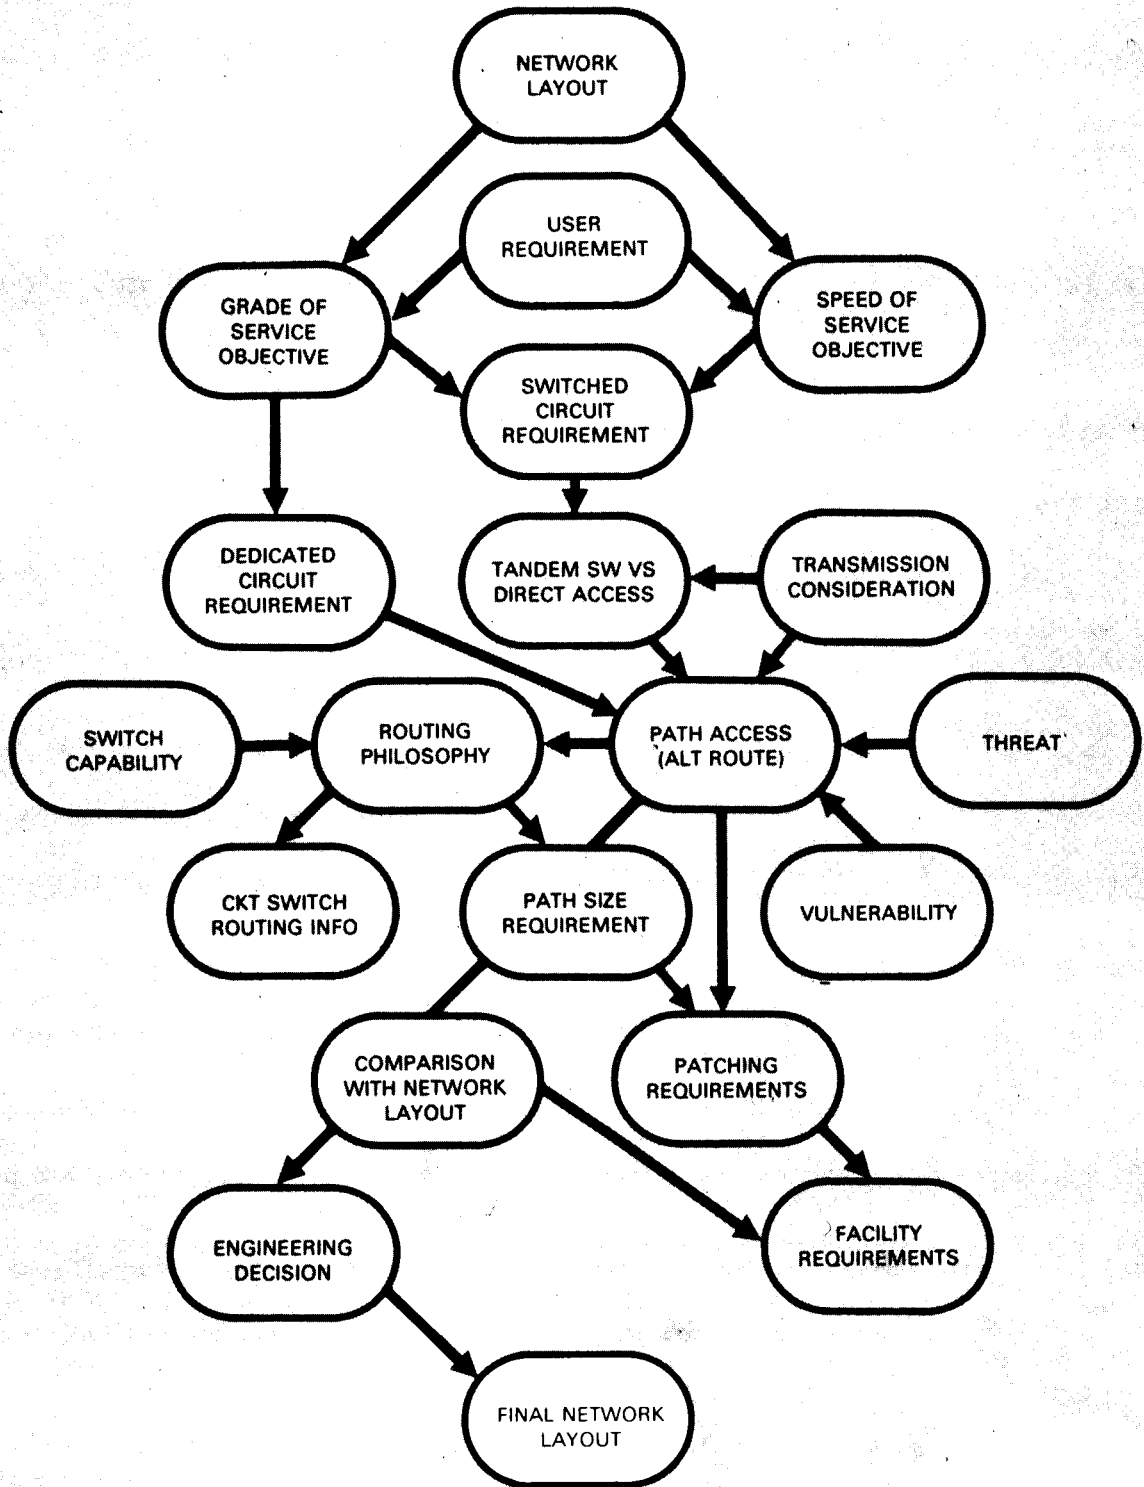 NETWORK
LAYOUT
USER
REQUIREMENT
GRADE OF
SERVICE
OBJECTIVE
SPEED OF
SERVICE
OBJECTIVE
SWITCHED
CIRCUIT
REQUIREMENT
DEDICATED
CIRCUIT
REQUIREMENT
TANDEM SW VS
DIRECT ACCESS
TRANSMISSION
CONSIDERATION
SWITCH
CAPABILITY
ROUTING
PHILOSOPHY
PATH ACCESS
(ALT ROUTE)
THREAT
CKT SWITCH
ROUTING INFO
PATH SIZE
REQUIREMENT
VULNERABILITY
COMPARISON
WITH NETWORK
LAYOUT
PATCHING
REQUIREMENTS
ENGINEERING
DECISION
FACILITY
REQUIREMENTS
FINAL NETWORK
LAYOUT